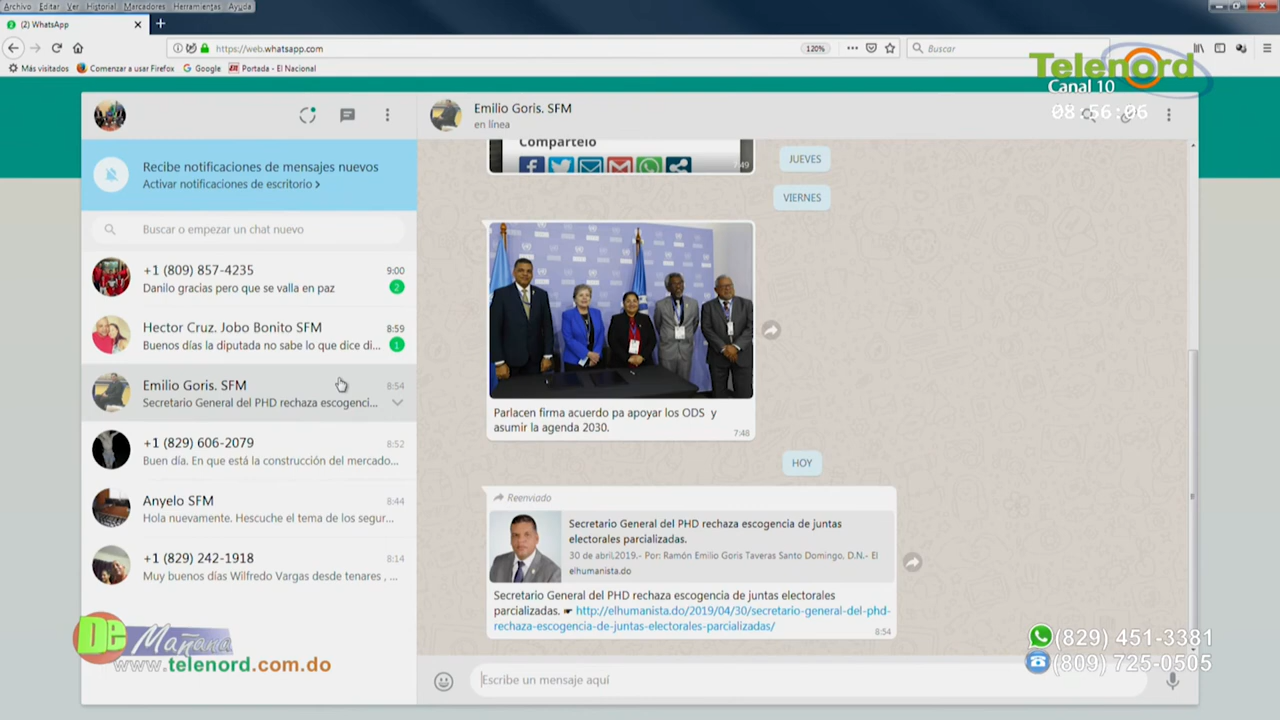 Archivo Editar Ver Historial Marcadores Herramientas Ayuda
(2) WhatsApp
https://web.whatsapp.com
120%
Buscar
Más visitados
Comenzar a usar Firefox
Google
Portada - El Nacional
Telenord
Canal 10
08:56:06
Emilio Goris. SFM
en línea
Recibe notificaciones de mensajes nuevos
Activar notificaciones de escritorio >
Buscar o empezar un chat nuevo
+1 (809) 857-4235
9:00
Danilo gracias pero que se valla en paz
2
Hector Cruz. Jobo Bonito SFM
8:59
Buenos días la diputada no sabe lo que dice di...
1
Emilio Goris. SFM
8:54
Secretario General del PHD rechaza escogenci...
+1 (829) 606-2079
8:52
Buen día. En que está la construcción del mercado...
Anyelo SFM
8:44
Hola nuevamente. Hescuche el tema de los segur...
+1 (829) 242-1918
8:14
Muy buenos días Wilfredo Vargas desde tenares , ...
Compartelo
7:49
JUEVES
VIERNES
Parlacen firma acuerdo pa apoyar los ODS y
asumir la agenda 2030.
7:48
HOY
Reenviado
Secretario General del PHD rechaza escogencia de juntas
electorales parcializadas.
30 de abril,2019.- Por: Ramón Emilio Goris Taveras Santo Domingo, D.N.- El
elhumanista.do
Secretario General del PHD rechaza escogencia de juntas electorales
parcializadas. ☛ http://elhumanista.do/2019/04/30/secretario-general-del-phd-
rechaza-escogencia-de-juntas-electorales-parcializadas/
8:54
Escribe un mensaje aquí
De Mañana
www.telenord.com.do
(829) 451-3381
(809) 725-0505